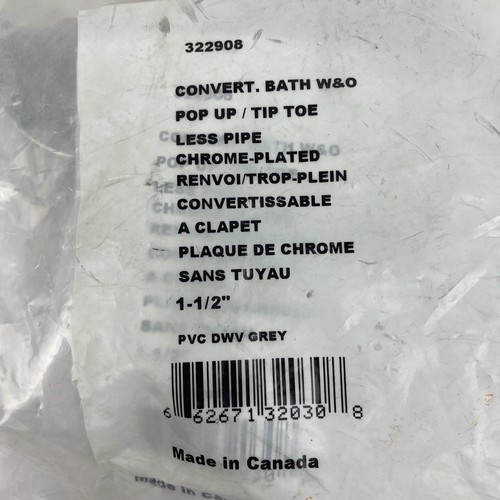 322908
CONVERT. BATH W&O
POP UP / TIP TOE
LESS PIPE
CHROME-PLATED
RENVOI/TROP-PLEIN
CONVERTISSABLE
A CLAPET
PLAQUE DE CHROME
SANS TUYAU
1-1/2"
PVC DWV GREY
6 62671 32030 8
Made in Canada